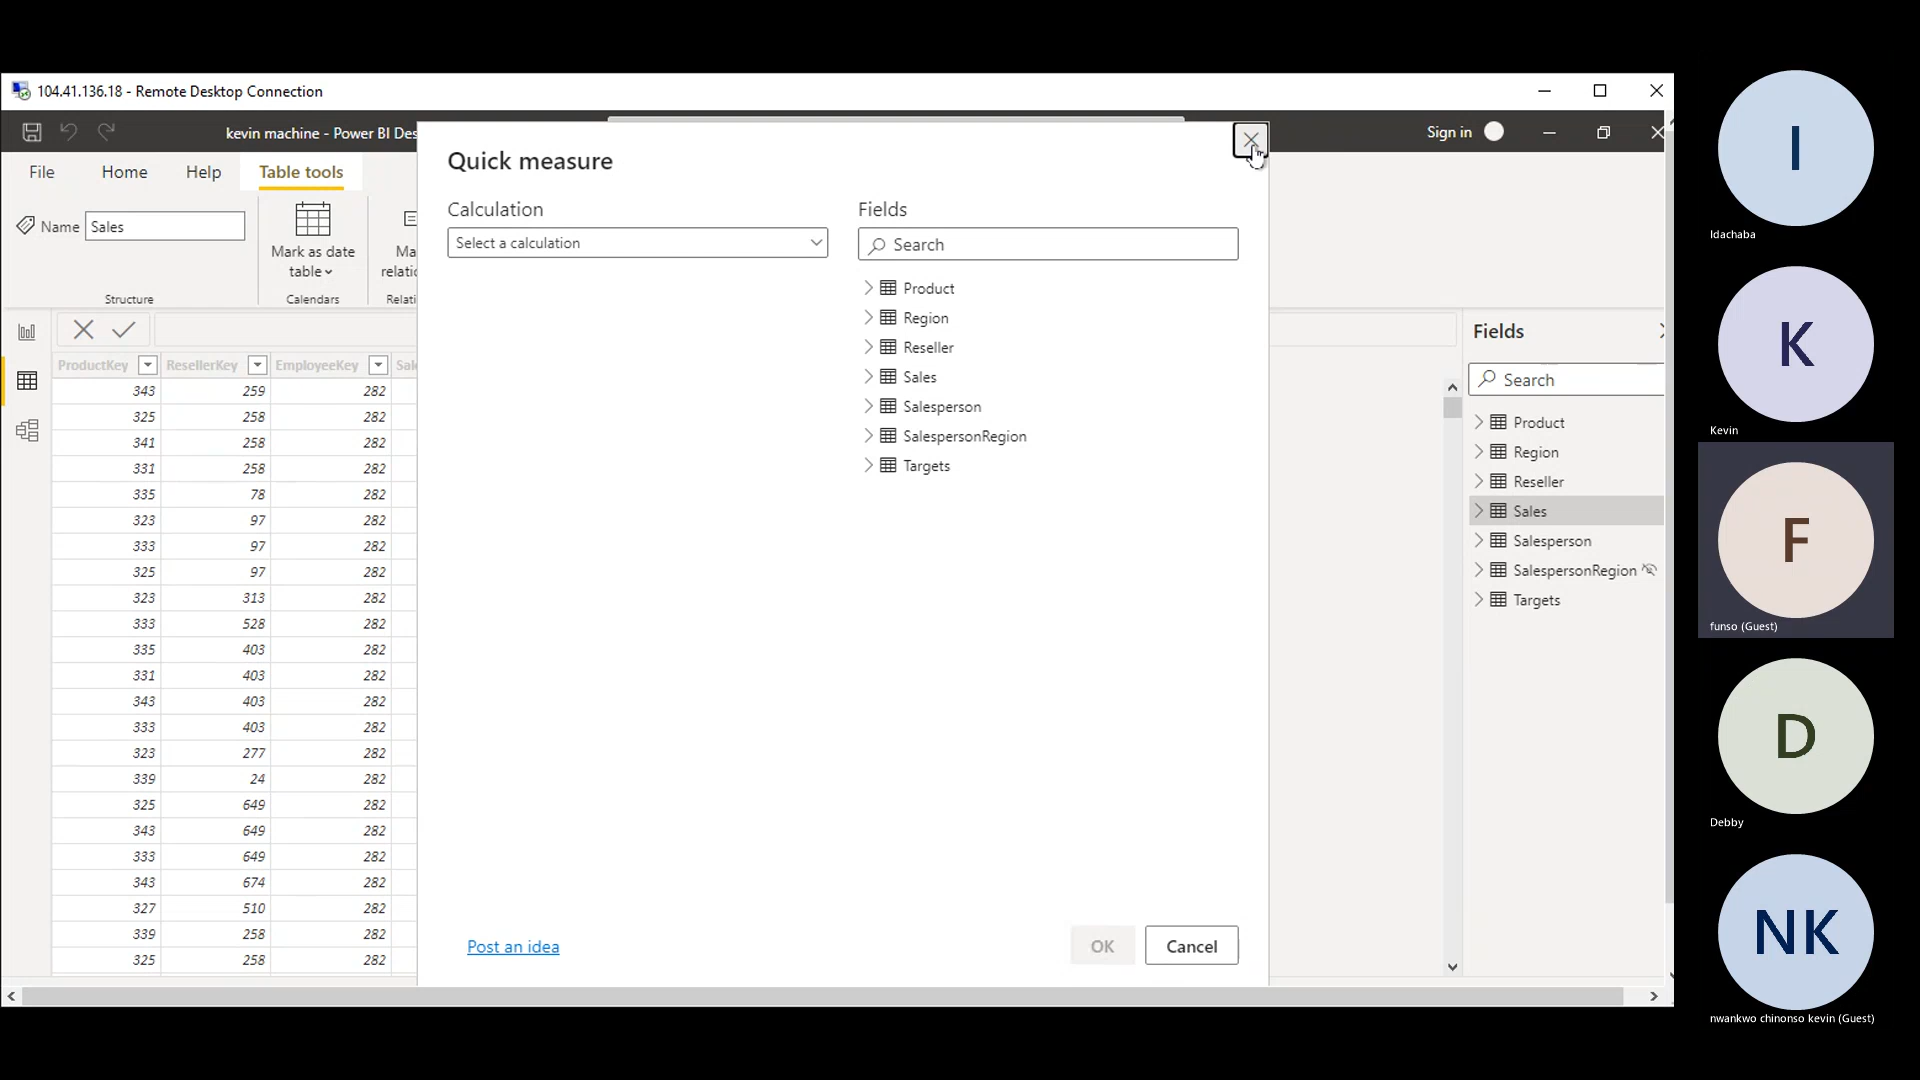 104.41.136.18 - Remote Desktop Connection
kevin machine - Power BI Des
Sign in
File
Home
Help
Table tools
Name
Sales
Mark as date
table
Ma
relatio
Structure
Calendars
Relati
Quick measure
Calculation
Select a calculation
Fields
Search
Product
Region
Reseller
Sales
Salesperson
SalespersonRegion
Targets
Post an idea
OK
Cancel
ProductKey ResellerKey EmployeeKey Sal
343 259 282
325 258 282
341 258 282
331 258 282
335 78 282
323 97 282
333 97 282
325 97 282
323 313 282
333 528 282
335 403 282
331 403 282
343 403 282
333 403 282
323 277 282
339 24 282
325 649 282
343 649 282
333 649 282
343 674 282
327 510 282
339 258 282
325 258 282
Fields
Search
Product
Region
Reseller
Sales
Salesperson
SalespersonRegion
Targets
I
Idachaba
K
Kevin
F
funso (Guest)
D
Debby
NK
nwankwo chinonso kevin (Guest)